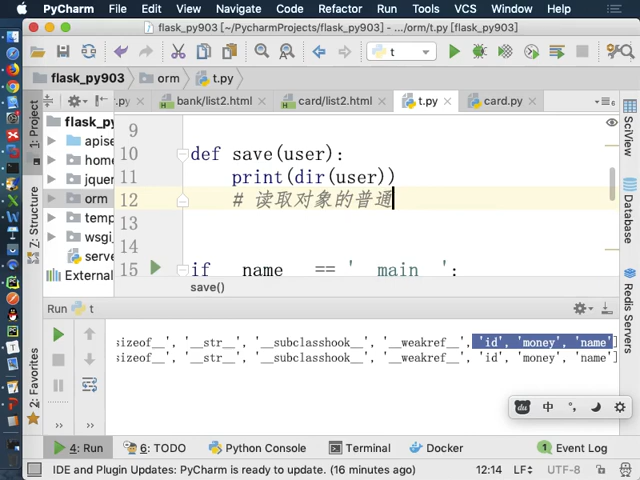 PyCharm File Edit View Navigate Code Refactor Run Tools VCS Window Help
flask_py903 [~/PycharmProjects/flask_py903] - .../orm/t.py [flask_py903]
t
flask_py903 orm t.py
.py bank/list2.html card/list2.html t.py card.py
1: Project
7: Structure
2: Favorites
flask_py903
apise
home
jquer
orm
temp
wsgi_
serve
External
9
10 def save(user):
11 print(dir(user))
12 # 读取对象的普通
13
14
15 if __name__ == '__main__':
save()
SciView
Database
Redis Servers
Run t
sizeof__', '__str__', '__subclasshook__', '__weakref__', 'id', 'money', 'name']
sizeof__', '__str__', '__subclasshook__', '__weakref__', 'id', 'money', 'name']
du 中
4: Run 6: TODO Python Console Terminal Docker 1 Event Log
IDE and Plugin Updates: PyCharm is ready to update. (16 minutes ago) 12:14 LF UTF-8